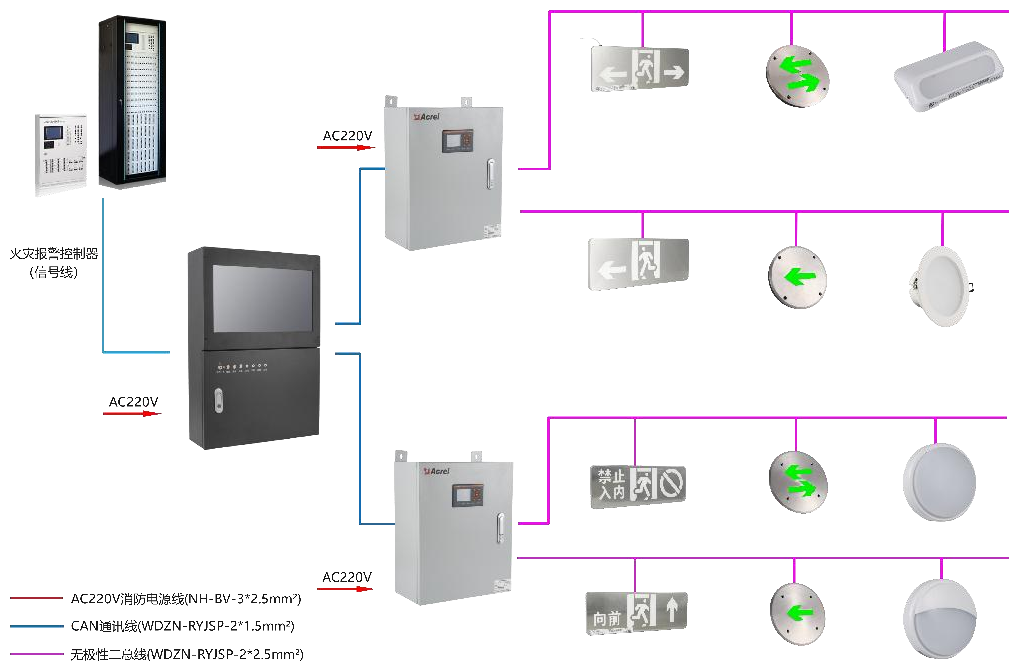 AC220V
Acrel
火灾报警控制器
(信号线)
AC220V
禁止
入内
Acrel
AC220V
向前
AC220V消防电源线(NH-BV-3*2.5mm²)
CAN通讯线(WDZN-RYJSP-2*1.5mm²)
无极性二总线(WDZN-RYJSP-2*2.5mm²)